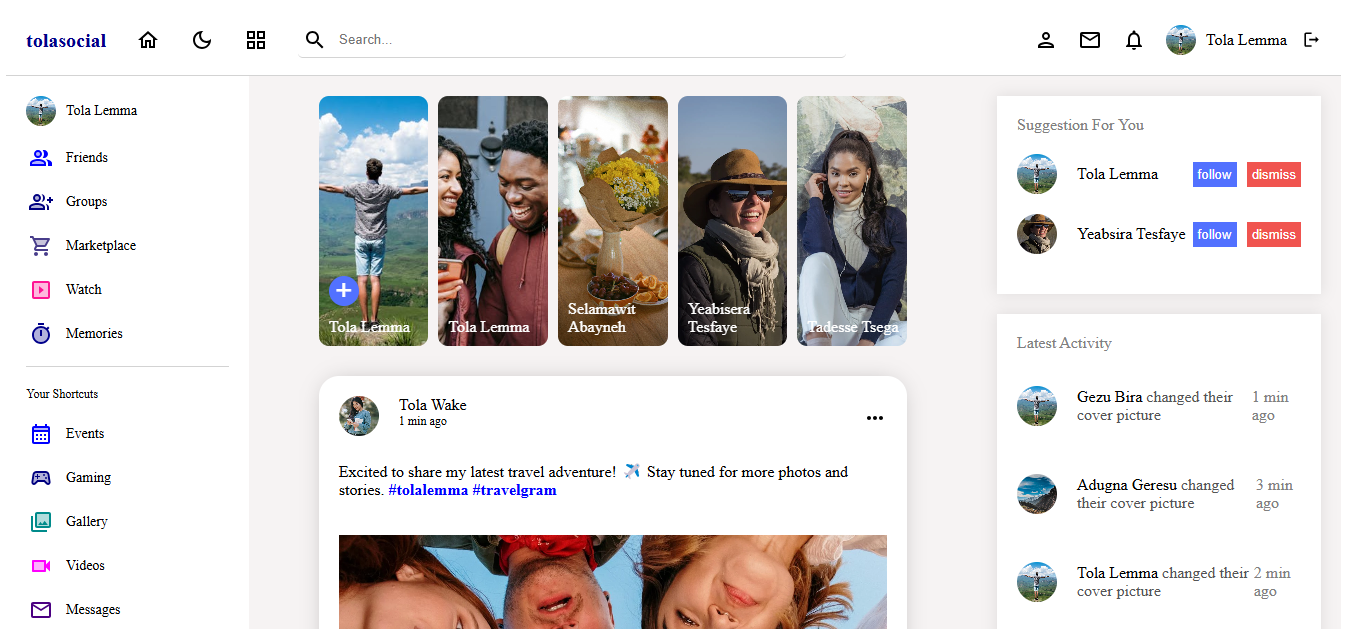 tolasocial
Search...
Tola Lemma
Tola Lemma
Friends
Groups
Marketplace
Watch
Memories
Your Shortcuts
Events
Gaming
Gallery
Videos
Messages
Tola Lemma
Tola Lemma
Selamawit
Abayneh
Yeabisera
Tesfaye
Tadesse Tsega
Tola Wake
1 min ago
Excited to share my latest travel adventure! ✈️ Stay tuned for more photos and
stories. #tolalemma #travelgram
Suggestion For You
Tola Lemma follow dismiss
Yeabsira Tesfaye follow dismiss
Latest Activity
Gezu Bira changed their 1 min
cover picture ago
Adugna Geresu changed 3 min
their cover picture ago
Tola Lemma changed their 2 min
cover picture ago